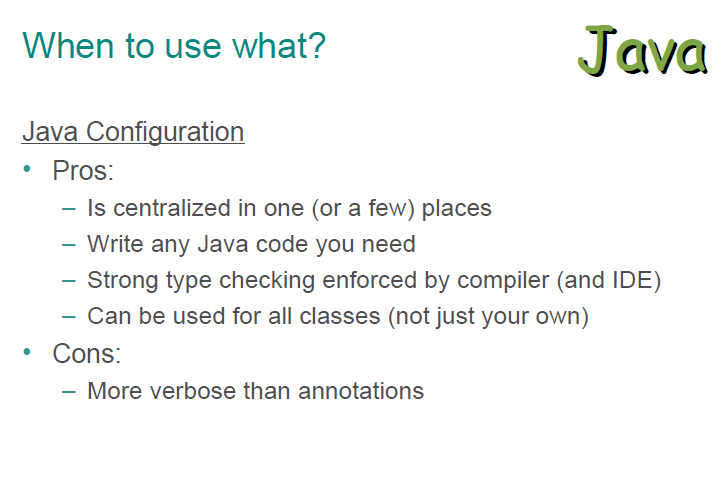 When to use what?
Java
Java Configuration
• Pros:
– Is centralized in one (or a few) places
– Write any Java code you need
– Strong type checking enforced by compiler (and IDE)
– Can be used for all classes (not just your own)
• Cons:
– More verbose than annotations